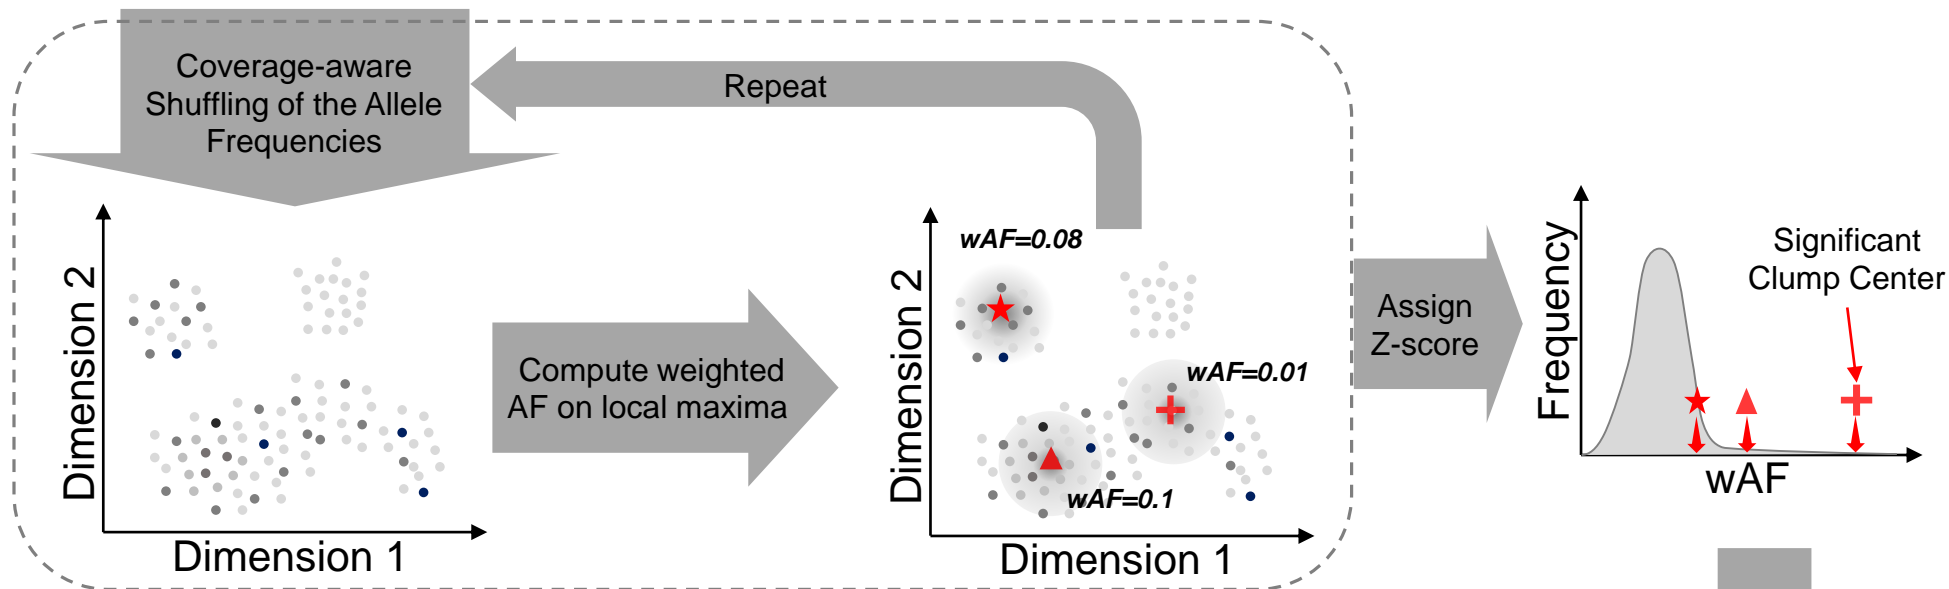 Coverage-aware
Shuffling of the Allele
Frequencies
Repeat
Dimension 2
Dimension 1
Compute weighted
AF on local maxima
Dimension 2
wAF=0.08
wAF=0.01
wAF=0.1
Dimension 1
Assign
Z-score
Frequency
Significant
Clump Center
wAF